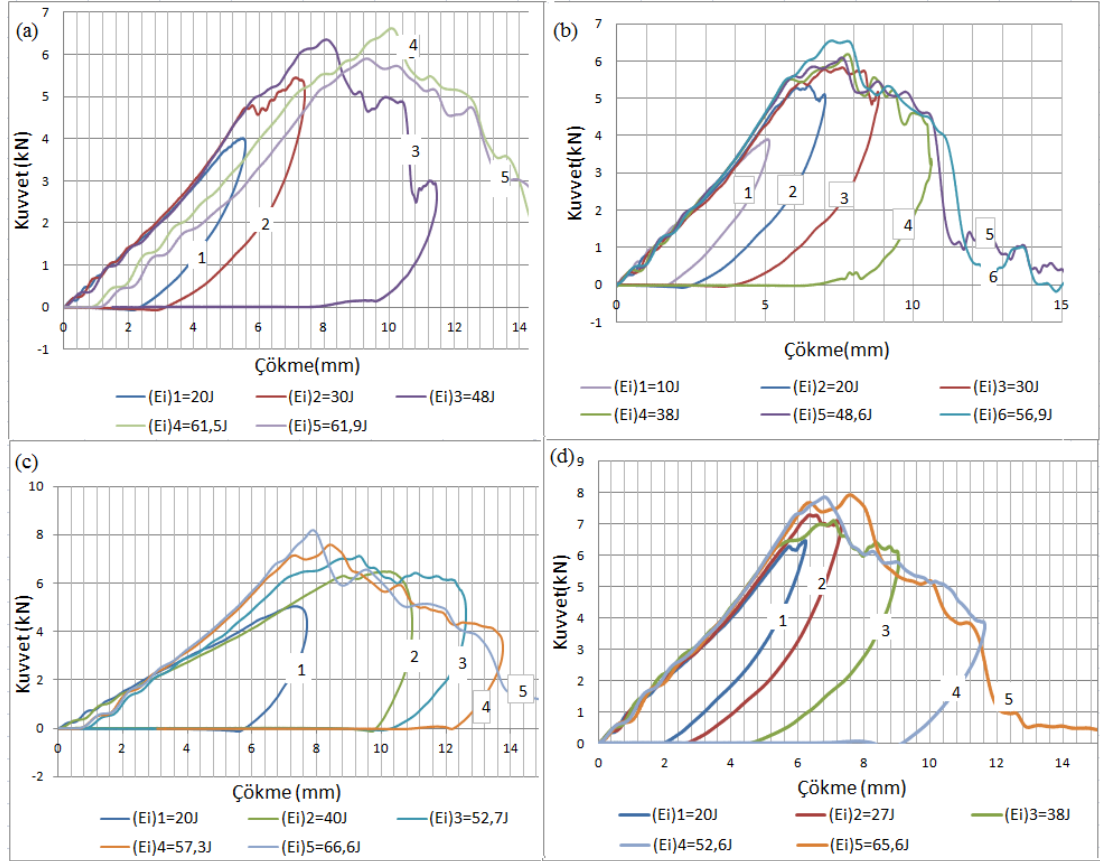 (a)
Kuvvet(kN)
7
6
5
4
3
2
1
0
-1
0 2 4 6 8 10 12 14
1
2
3
4
5
Çökme(mm)
(Ei)1=20J (Ei)2=30J (Ei)3=48J
(Ei)4=61,5J (Ei)5=61,9J
(b)
Kuvvet(kN)
7
6
5
4
3
2
1
0
-1
0 5 10 15
1
2
3
4
5
6
Çökme(mm)
(Ei)1=10J (Ei)2=20J (Ei)3=30J
(Ei)4=38J (Ei)5=48,6J (Ei)6=56,9J
(c)
Kuvvet(kN)
10
8
6
4
2
0
-2
0 2 4 6 8 10 12 14
1
2
3
4
5
Çökme (mm)
(Ei)1=20J (Ei)2=40J (Ei)3=52,7J
(Ei)4=57,3J (Ei)5=66,6J
(d)
Kuvvet(kN)
9
8
7
6
5
4
3
2
1
0
0 2 4 6 8 10 12 14
1
2
3
4
5
Çökme (mm)
(Ei)1=20J (Ei)2=27J (Ei)3=38J
(Ei)4=52,6J (Ei)5=65,6J